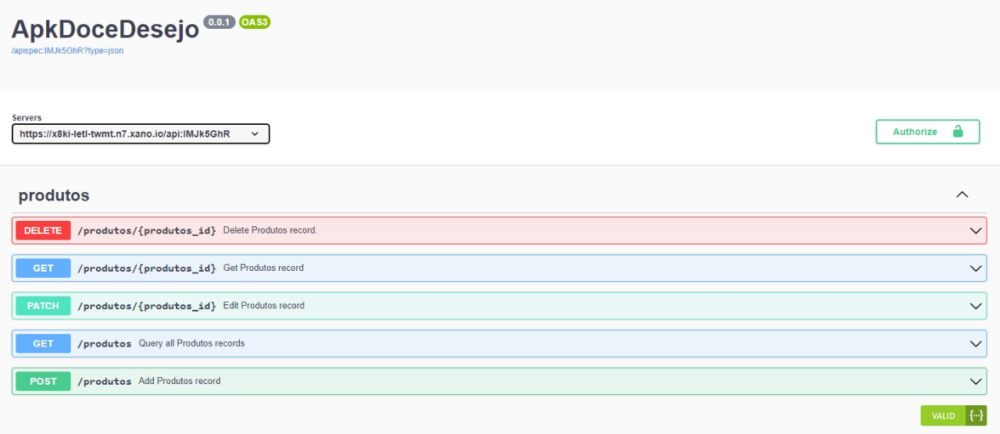 ApkDoceDesejo 0.0.1 OAS3
/apispec:IMJk5GhR?type=json
Servers
https://x8ki-letl-twmt.n7.xano.io/api:IMJk5GhR
Authorize
produtos
DELETE /produtos/{produtos_id} Delete Produtos record.
GET /produtos/{produtos_id} Get Produtos record
PATCH /produtos/{produtos_id} Edit Produtos record
GET /produtos Query all Produtos records
POST /produtos Add Produtos record
VALID {...}